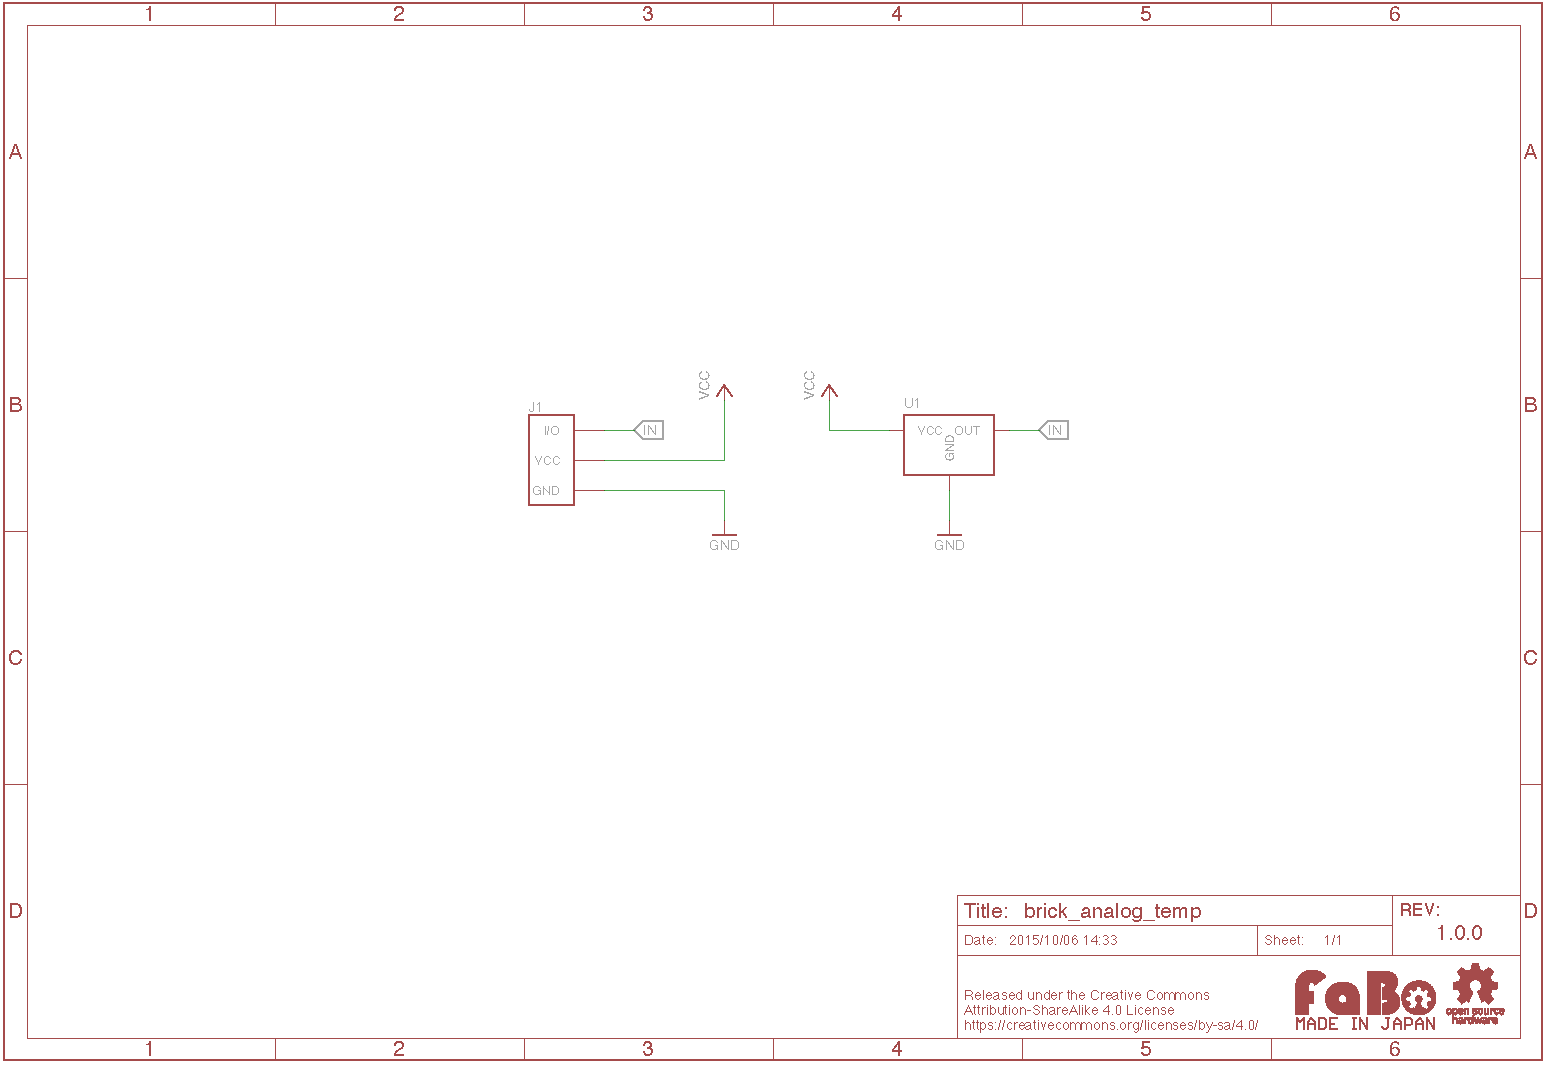 1 2 3 4 5 6
A A
VCC VCC
B B
J1 U1
I/O IN VCC OUT IN
GND
VCC
GND
GND GND
C C
D D
Title: brick_analog_temp REV:
1.0.0
Date: 2015/10/06 14:33 Sheet: 1/1
Released under the Creative Commons
Attribution-ShareAlike 4.0 License
https://creativecommons.org/licenses/by-sa/4.0/
FaBo
MADE IN JAPAN
open source
hardware
1 2 3 4 5 6